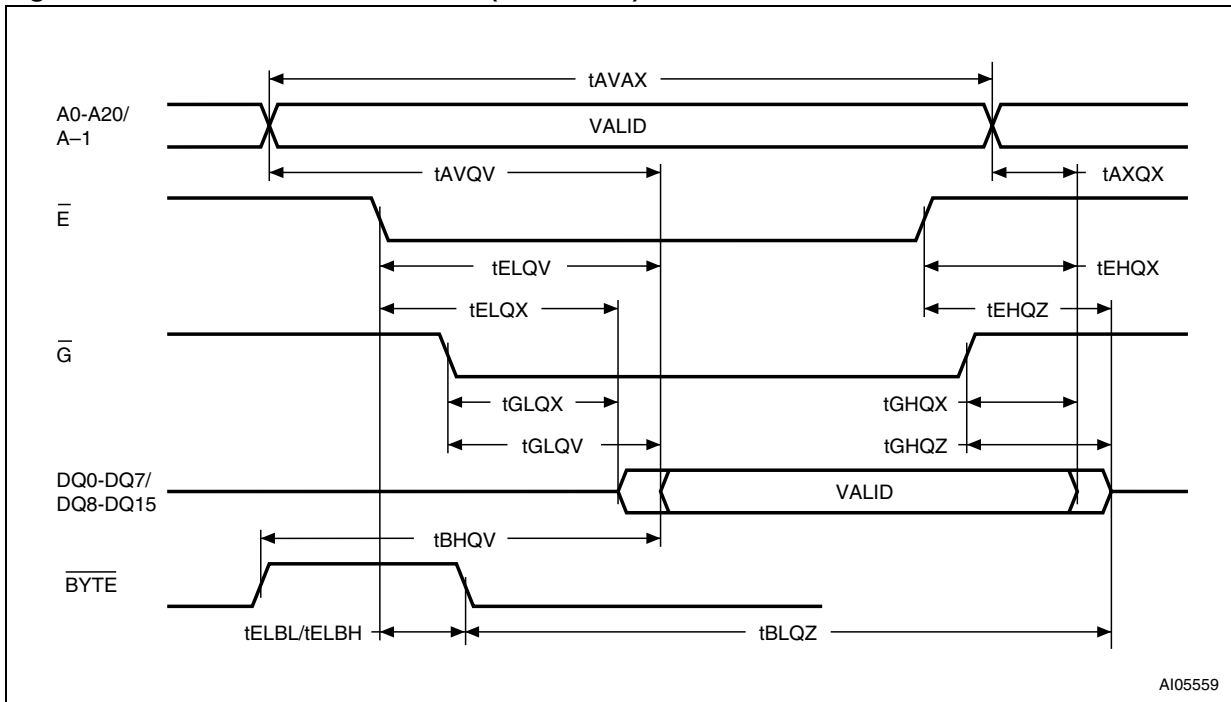 tAVAX
A0-A20/
A–1
VALID
tAVQV
tAXQX
E
tELQV
tEHQX
tELQX
tEHQZ
G
tGLQX
tGHQX
tGLQV
tGHQZ
DQ0-DQ7/
DQ8-DQ15
VALID
tBHQV
BYTE
tELBL/tELBH
tBLQZ
AI05559